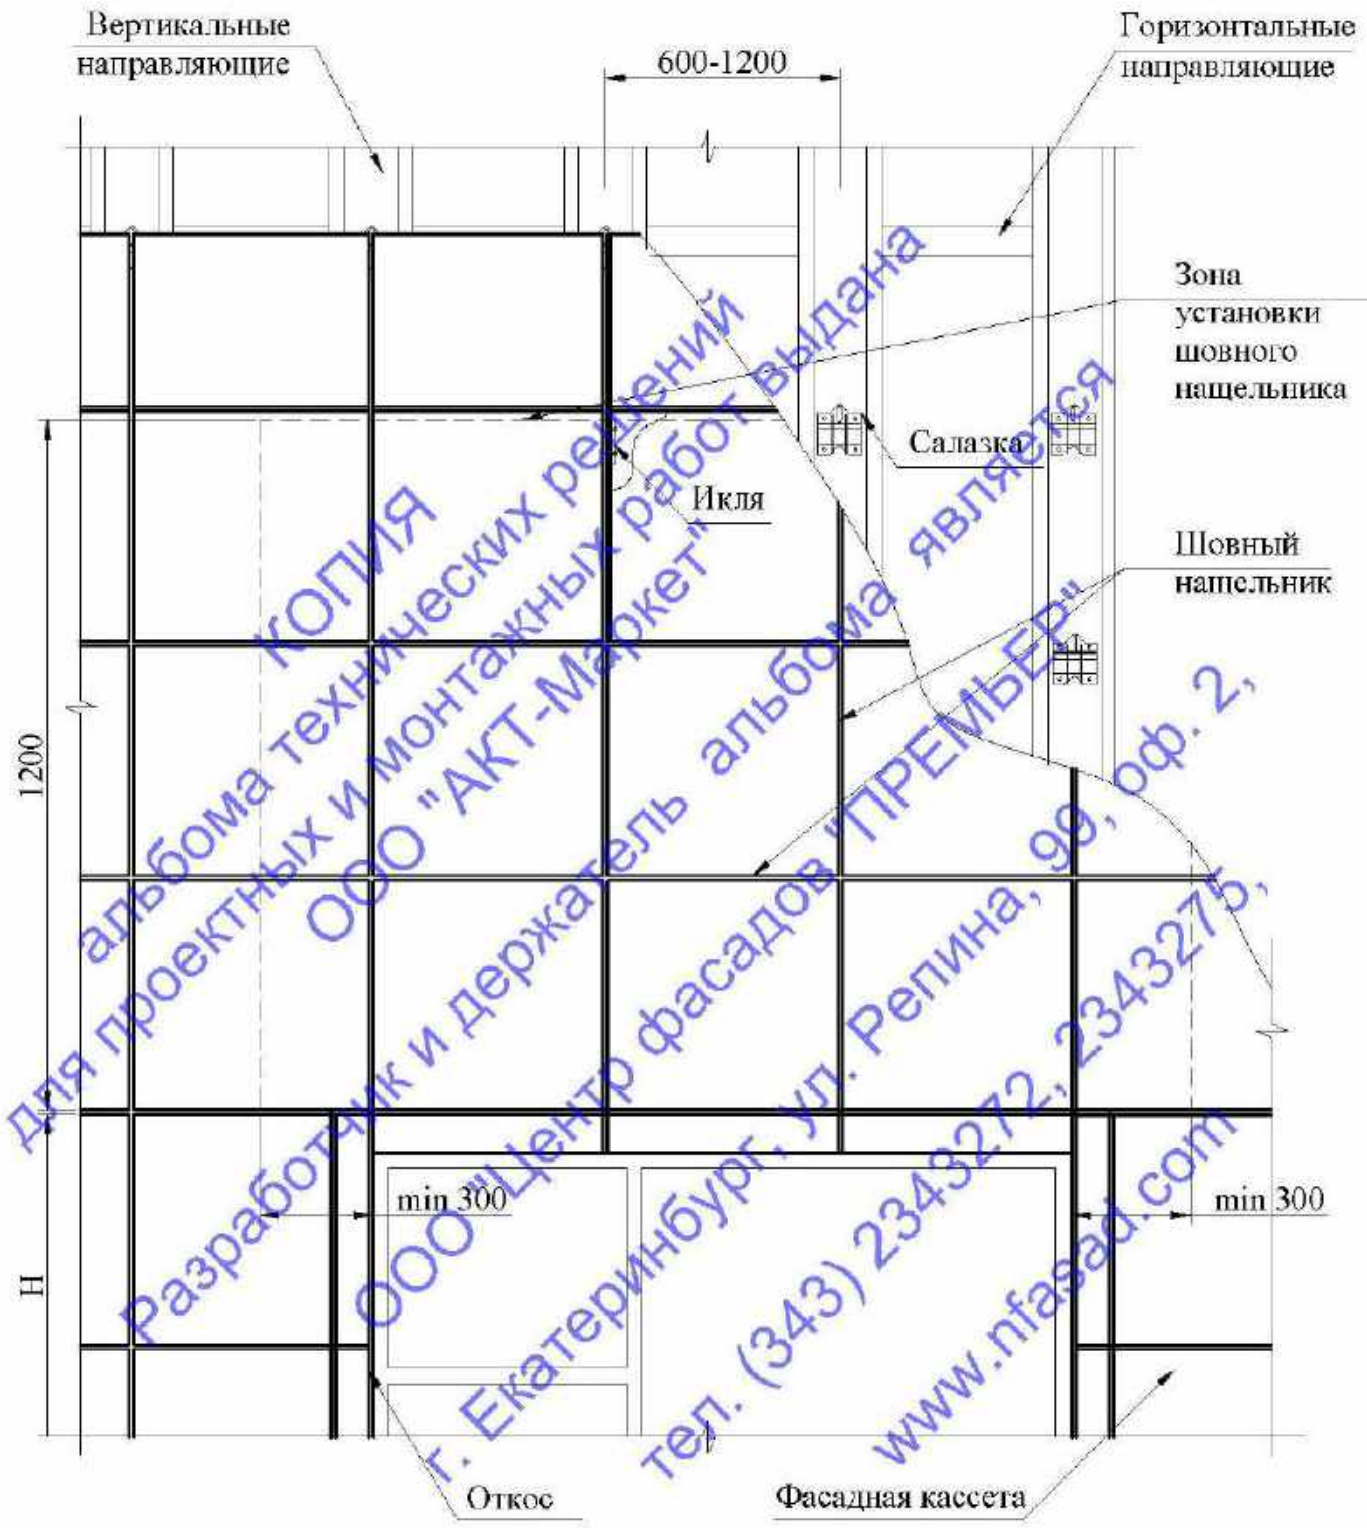 Вертикальные
направляющие
600-1200
Горизонтальные
направляющие
Зона
установки
шовного
нащельника
Салазка
Икля
Шовный
нащельник
1200
H
min 300
min 300
Откос
Фасадная кассета
КОПИЯ
альбома технических решений
для проектных и монтажных работ выдана
ООО "АКТ-Маркет"
Разработчик и держатель альбома является
ООО "Центр фасадов "ПРЕМЬЕР"
г. Екатеринбург, ул. Репина, 99, оф. 2,
тел. (343) 2343272, 2343275,
www.nfasad.com